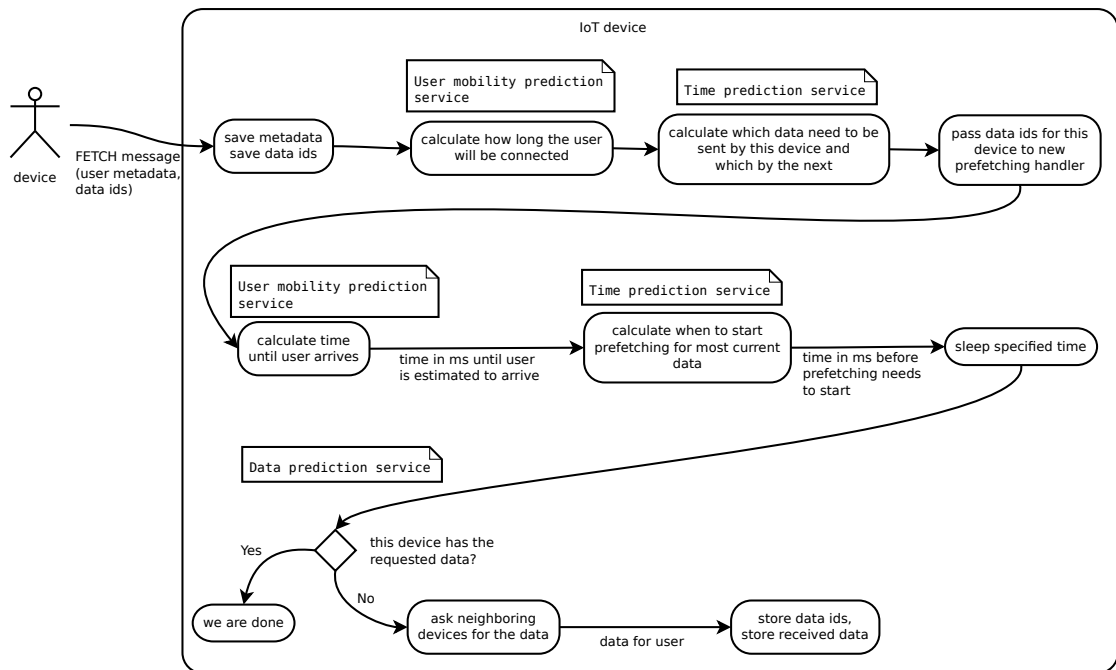 IoT device
User mobility prediction
service
Time prediction service
device
FETCH message
(user metadata,
data ids)
save metadata
save data ids
calculate how long the user
will be connected
calculate which data need to be
sent by this device and
which by the next
pass data ids for this
device to new
prefetching handler
User mobility prediction
service
Time prediction service
calculate time
until user arrives
time in ms until user
is estimated to arrive
calculate when to start
prefetching for most current
data
time in ms before
prefetching needs
to start
sleep specified time
Data prediction service
this device has the
requested data?
Yes
No
we are done
ask neighboring
devices for the data
data for user
store data ids,
store received data